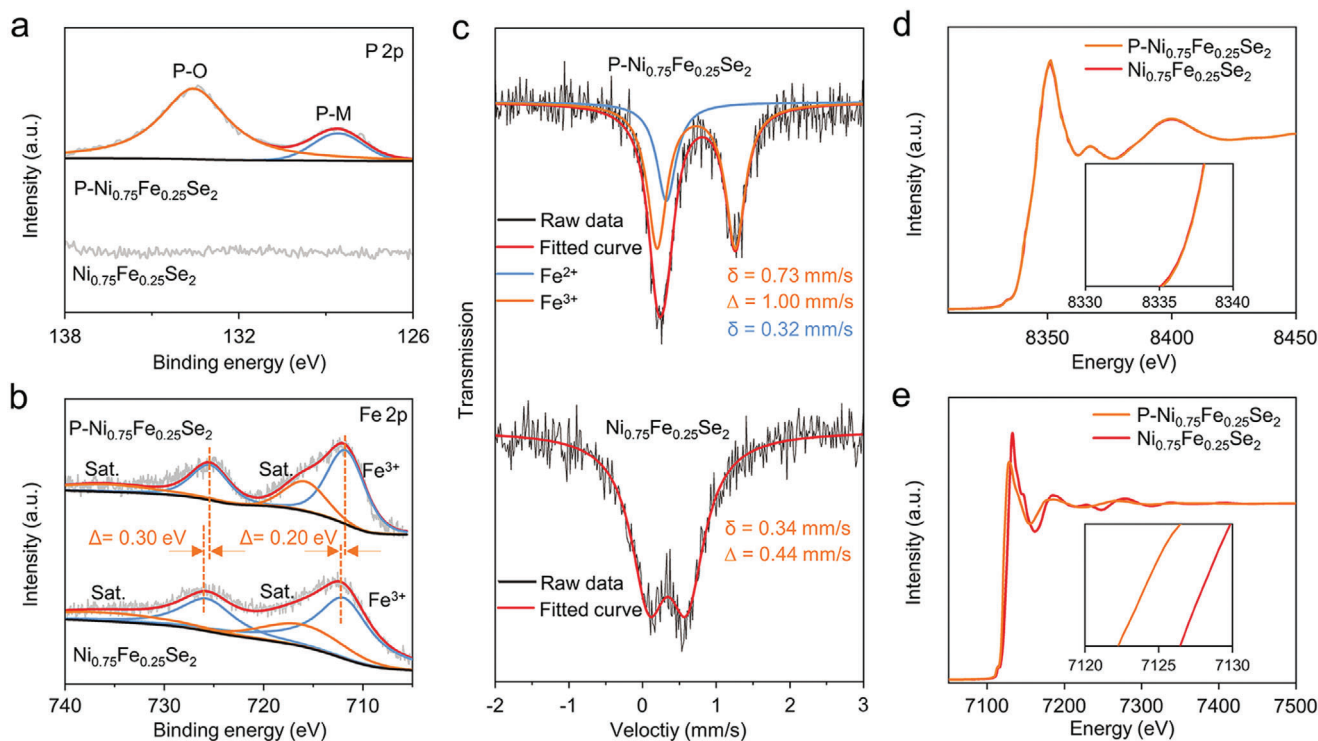 a
P 2p
P-O
P-M
P-Ni0.75Fe0.25Se2
Ni0.75Fe0.25Se2
Intensity (a.u.)
138 132 126
Binding energy (eV)
b
Fe 2p
P-Ni0.75Fe0.25Se2
Sat.
Sat.
Fe3+
Δ= 0.30 eV
Δ= 0.20 eV
Sat.
Sat.
Fe3+
Ni0.75Fe0.25Se2
Intensity (a.u.)
740 730 720 710
Binding energy (eV)
c
P-Ni0.75Fe0.25Se2
Raw data
Fitted curve
Fe2+
Fe3+
δ = 0.73 mm/s
Δ = 1.00 mm/s
δ = 0.32 mm/s
Transmission
Ni0.75Fe0.25Se2
δ = 0.34 mm/s
Δ = 0.44 mm/s
Raw data
Fitted curve
-2 -1 0 1 2 3
Veloctiy (mm/s)
d
P-Ni0.75Fe0.25Se2
Ni0.75Fe0.25Se2
Intensity (a.u.)
8330 8335 8340
8350 8400 8450
Energy (eV)
e
P-Ni0.75Fe0.25Se2
Ni0.75Fe0.25Se2
Intensity (a.u.)
7120 7125 7130
7100 7200 7300 7400 7500
Energy (eV)